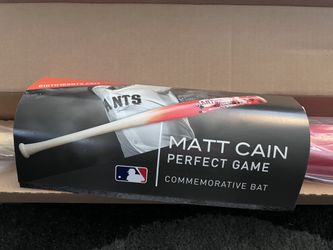 ANTS
MATT CAIN
PERFECT GAME
COMMEMORATIVE BAT